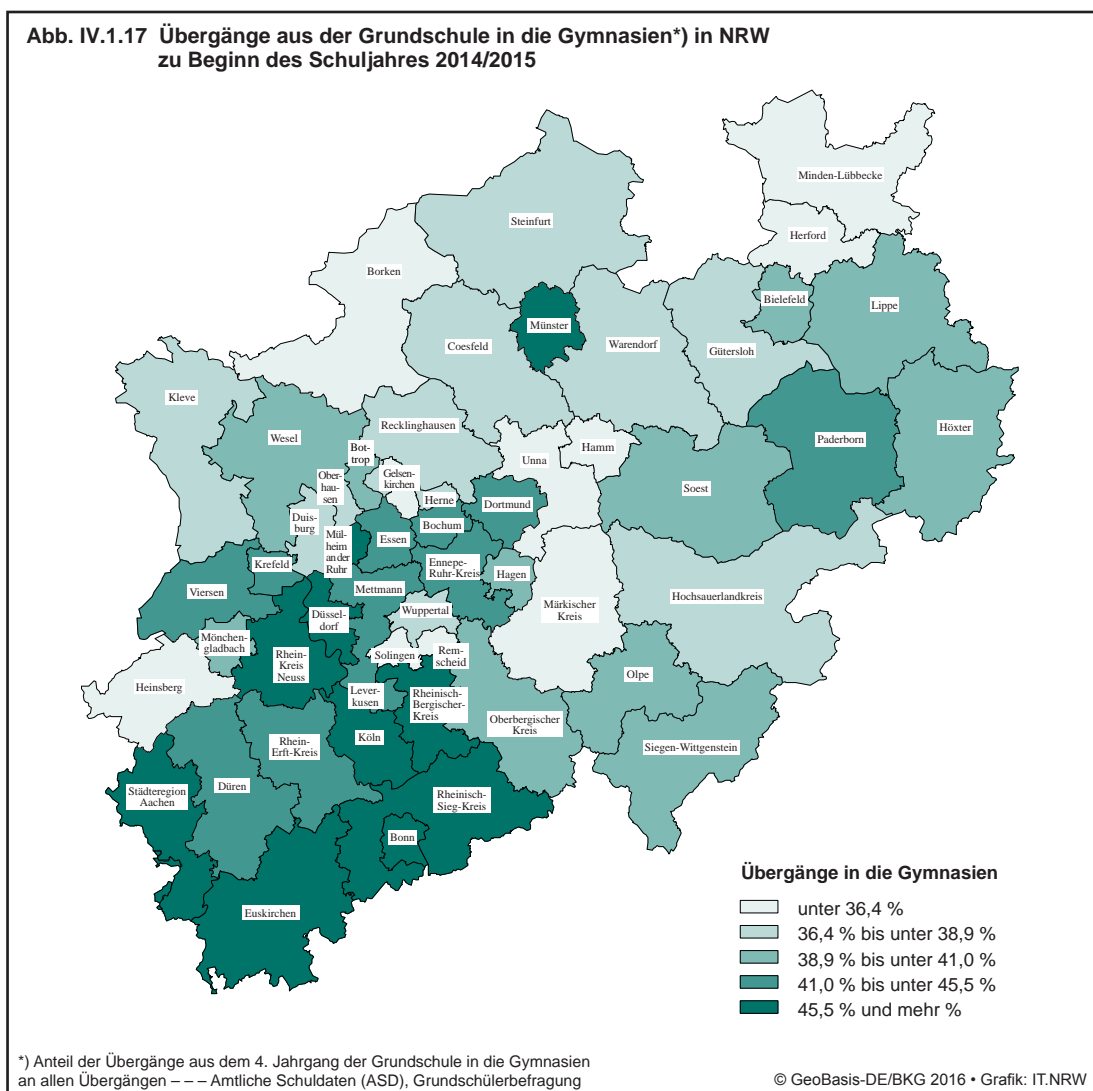 Abb. IV.1.17 Übergänge aus der Grundschule in die Gymnasien*) in NRW
zu Beginn des Schuljahres 2014/2015
Minden-Lübbecke
Steinfurt
Herford
Borken
Bielefeld
Lippe
Münster
Coesfeld
Warendorf
Gütersloh
Kleve
Recklinghausen
Höxter
Wesel
Paderborn
Bot-
trop
Hamm
Unna
Gelsen-
kirchen
Ober-
hau-
sen
Soest
Herne
Dortmund
Duis-
burg
Bochum
Mül-
heim
an der
Ruhr
Essen
Ennepe-
Ruhr-Kreis
Krefeld
Hagen
Viersen
Mettmann
Hochsauerlandkreis
Märkischer
Kreis
Wuppertal
Düssel-
dorf
Mönchen-
gladbach
Solingen
Rem-
scheid
Rhein-
Kreis
Neuss
Olpe
Heinsberg
Lever-
kusen
Rheinisch-
Bergischer-
Kreis
Oberbergischer
Kreis
Köln
Rhein-
Erft-Kreis
Siegen-Wittgenstein
Düren
Städteregion
Aachen
Rheinisch-
Sieg-Kreis
Bonn
Euskirchen
Übergänge in die Gymnasien
unter 36,4 %
36,4 % bis unter 38,9 %
38,9 % bis unter 41,0 %
41,0 % bis unter 45,5 %
45,5 % und mehr %
*) Anteil der Übergänge aus dem 4. Jahrgang der Grundschule in die Gymnasien
an allen Übergängen – – – Amtliche Schuldaten (ASD), Grundschülerbefragung
© GeoBasis-DE/BKG 2016 • Grafik: IT.NRW